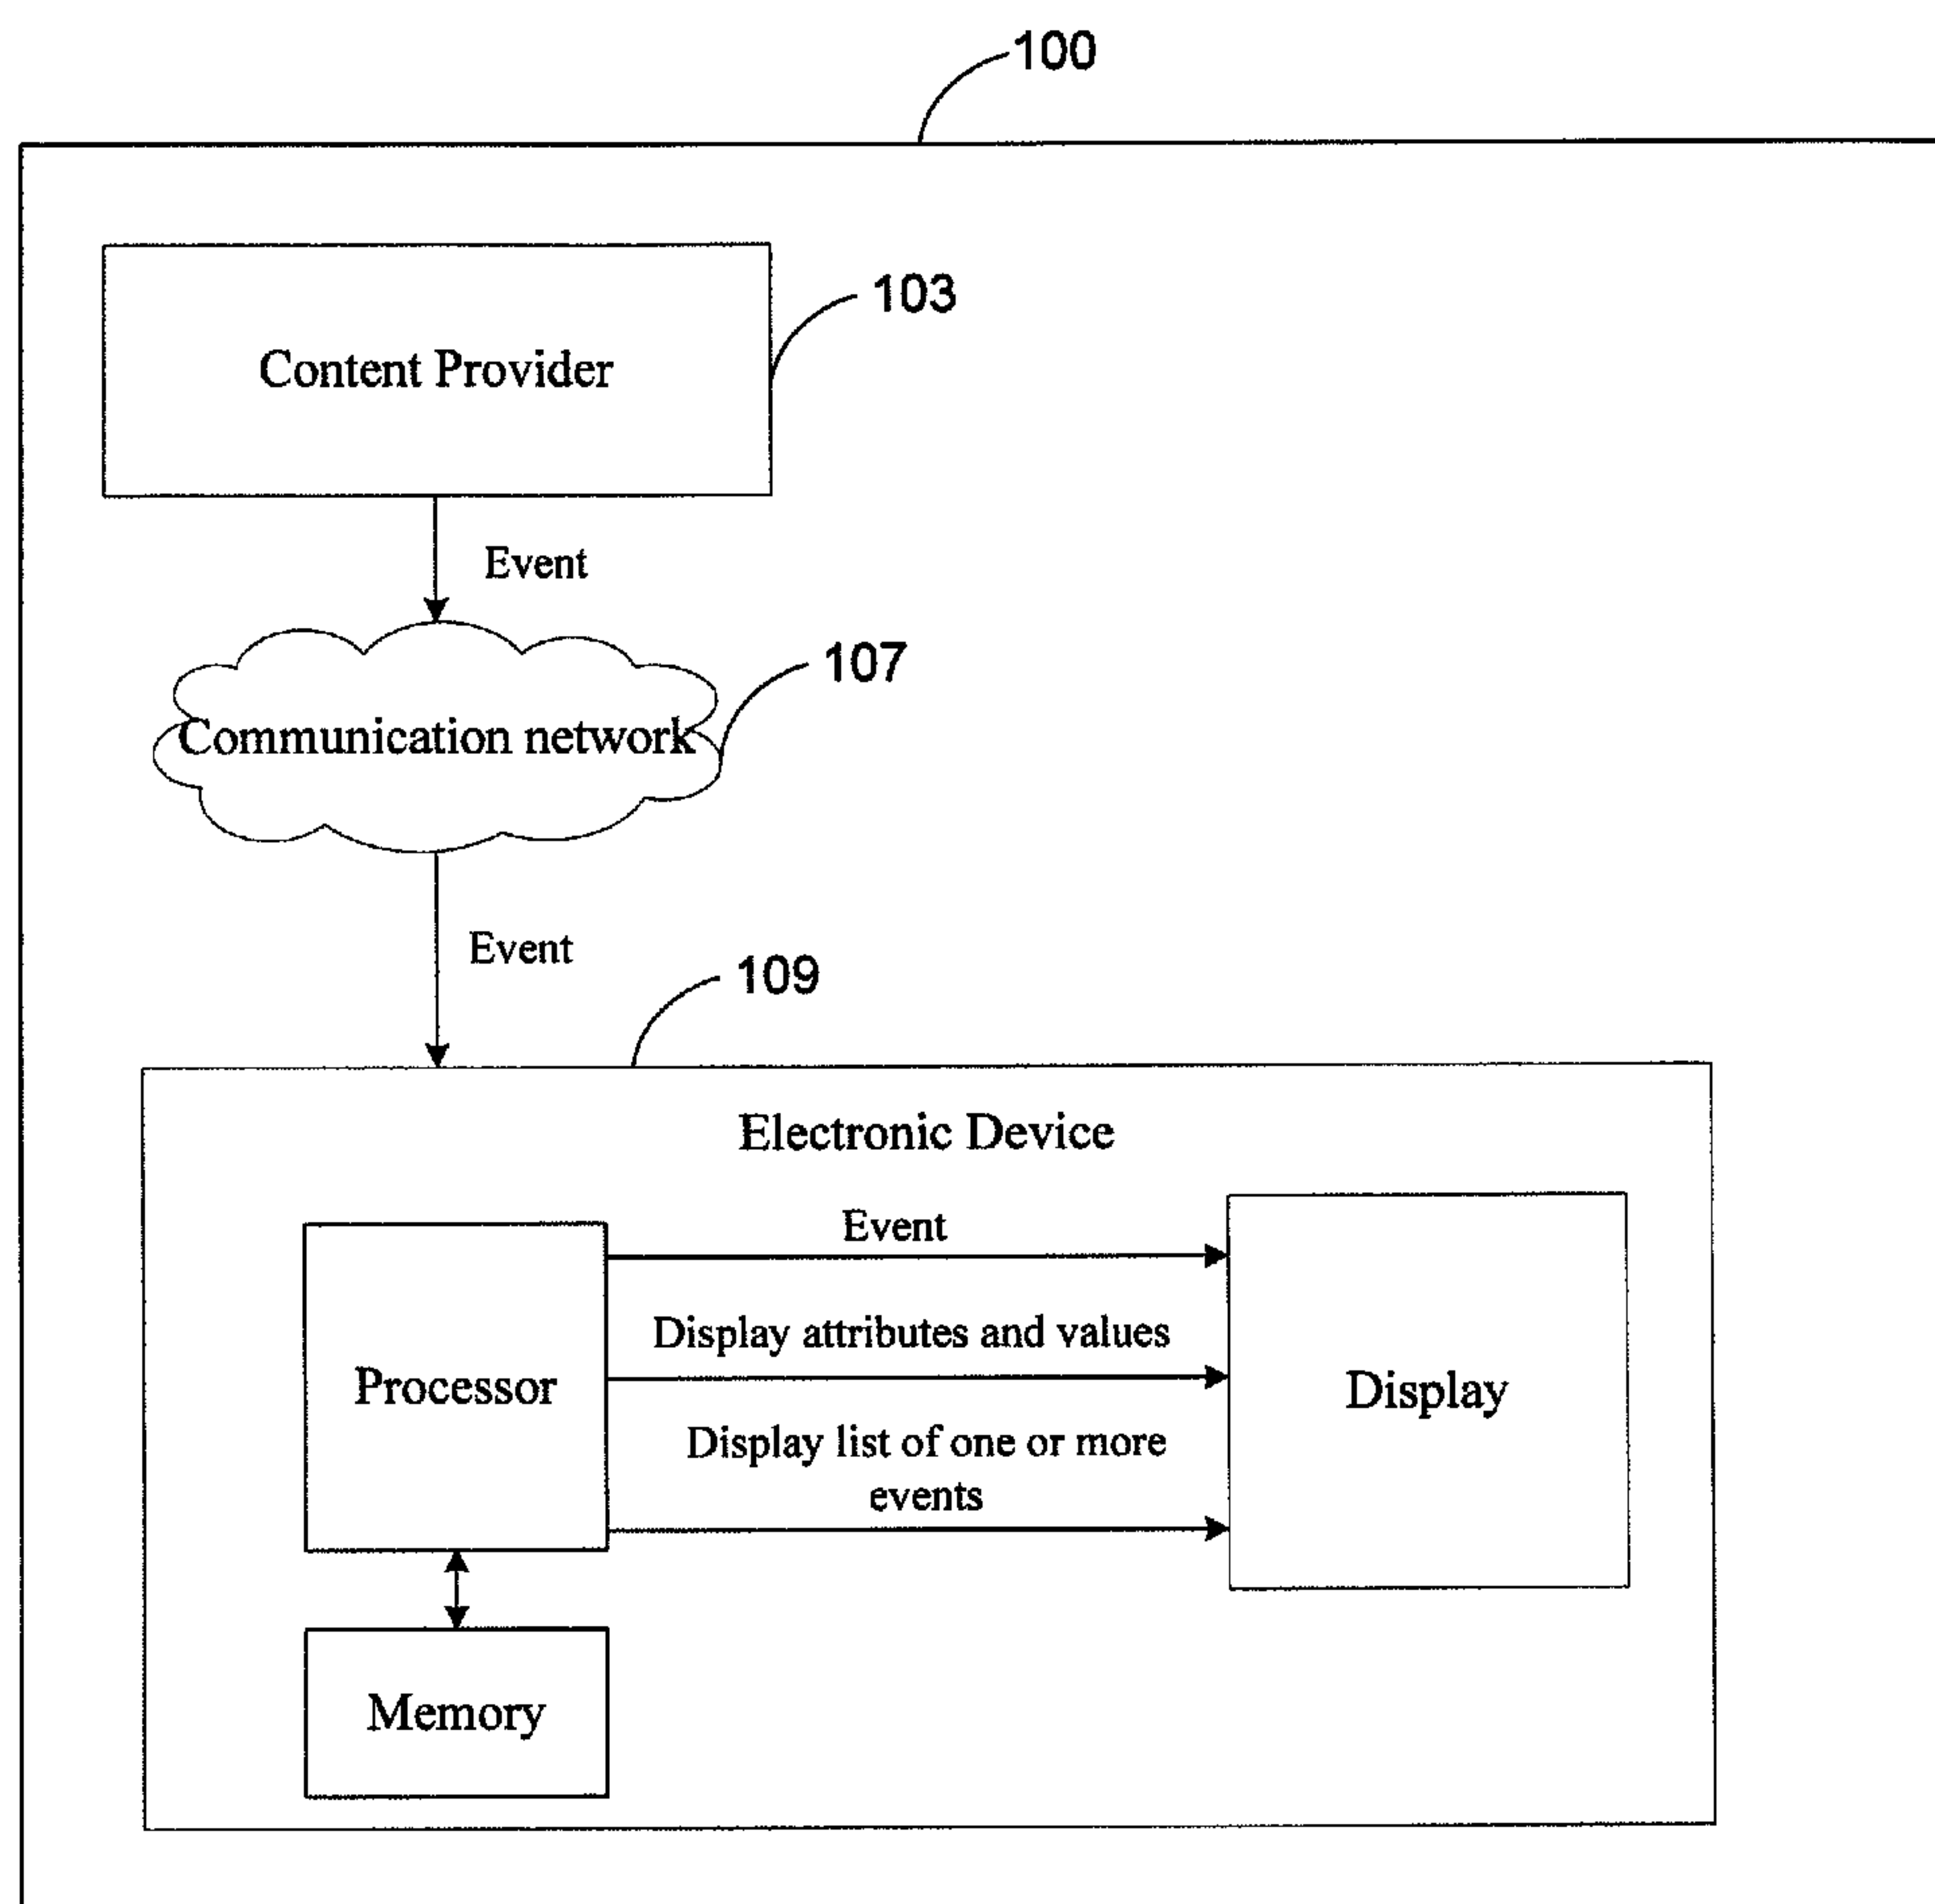 100
103
Content Provider
Event
107
Communication network
Event
109
Electronic Device
Event
Display attributes and values
Processor
Display
Display list of one or more
events
Memory